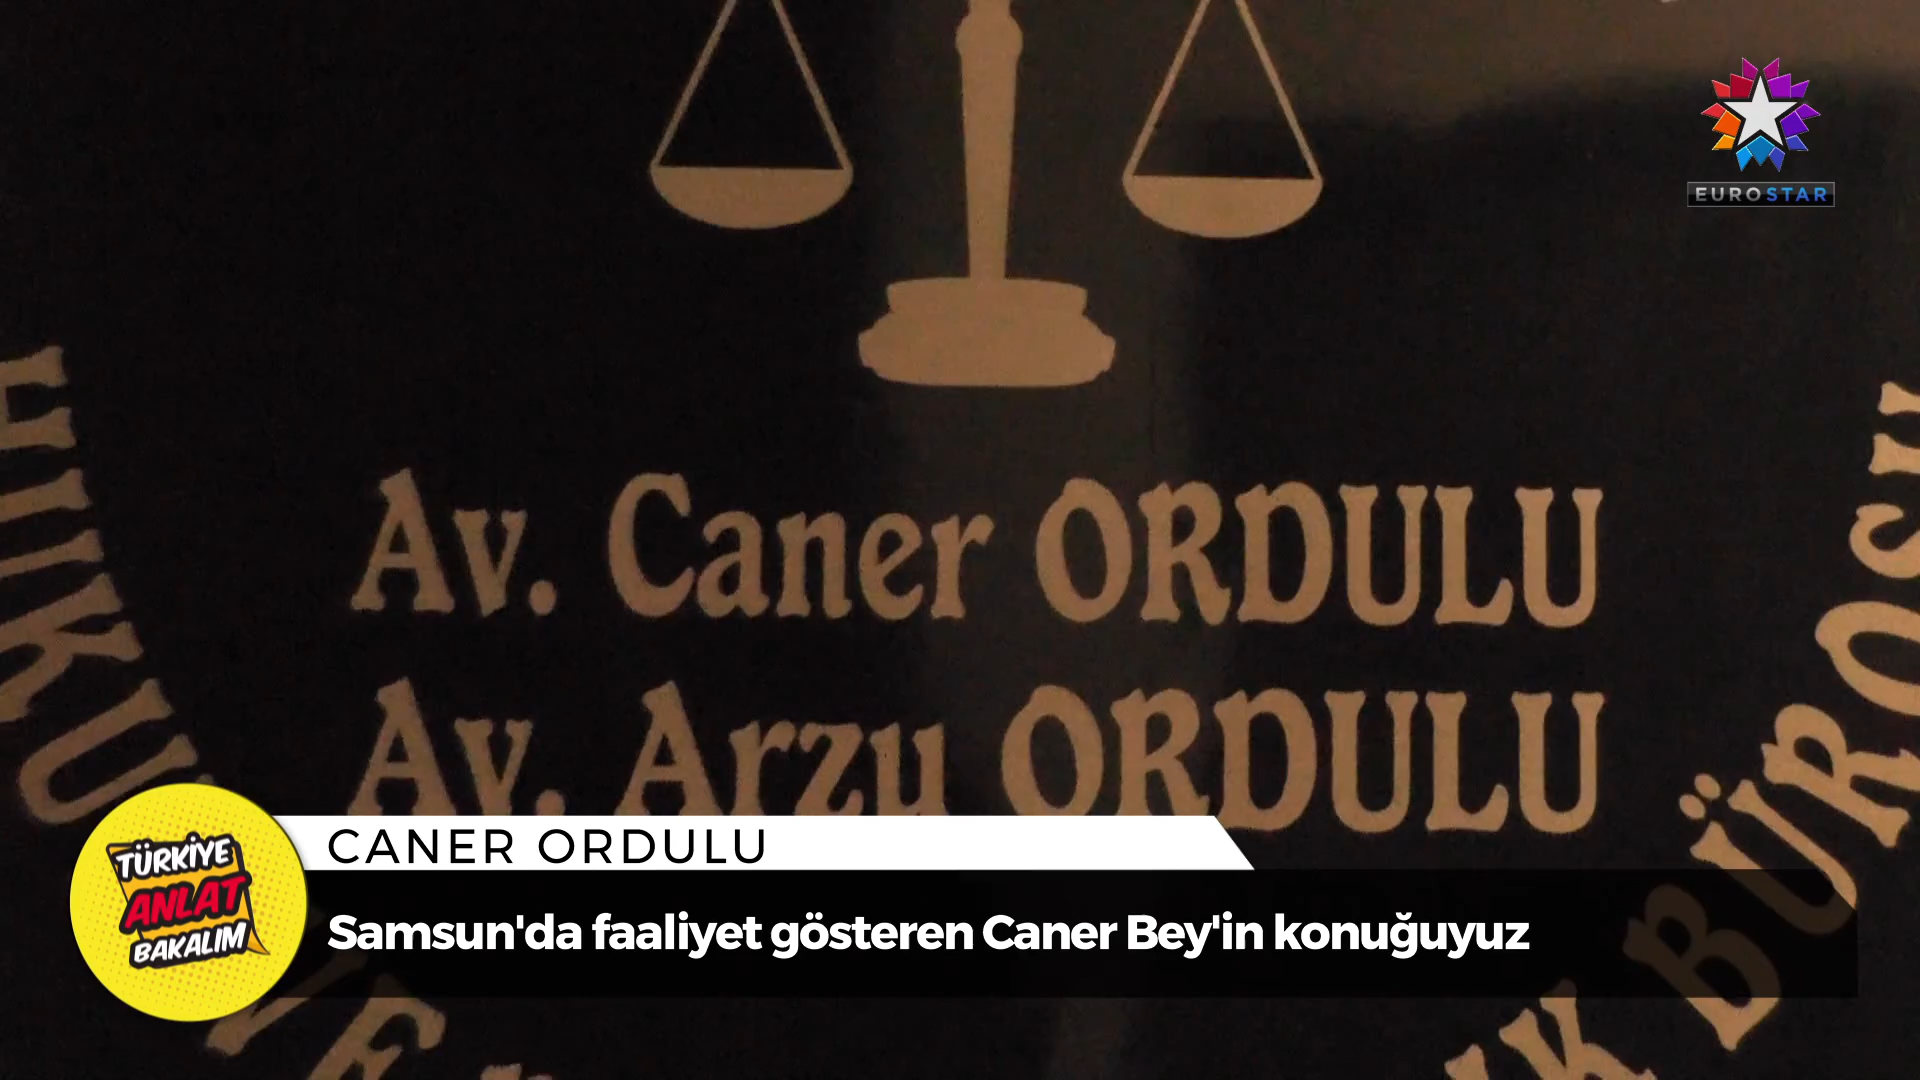 EUROSTAR
Av. Caner ORDULU
Av. Arzu ORDULU
HUKUK
BÜROSU
CANER ORDULU
TÜRKİYE
ANLAT
BAKALIM
Samsun'da faaliyet gösteren Caner Bey'in konuğuyuz
VE